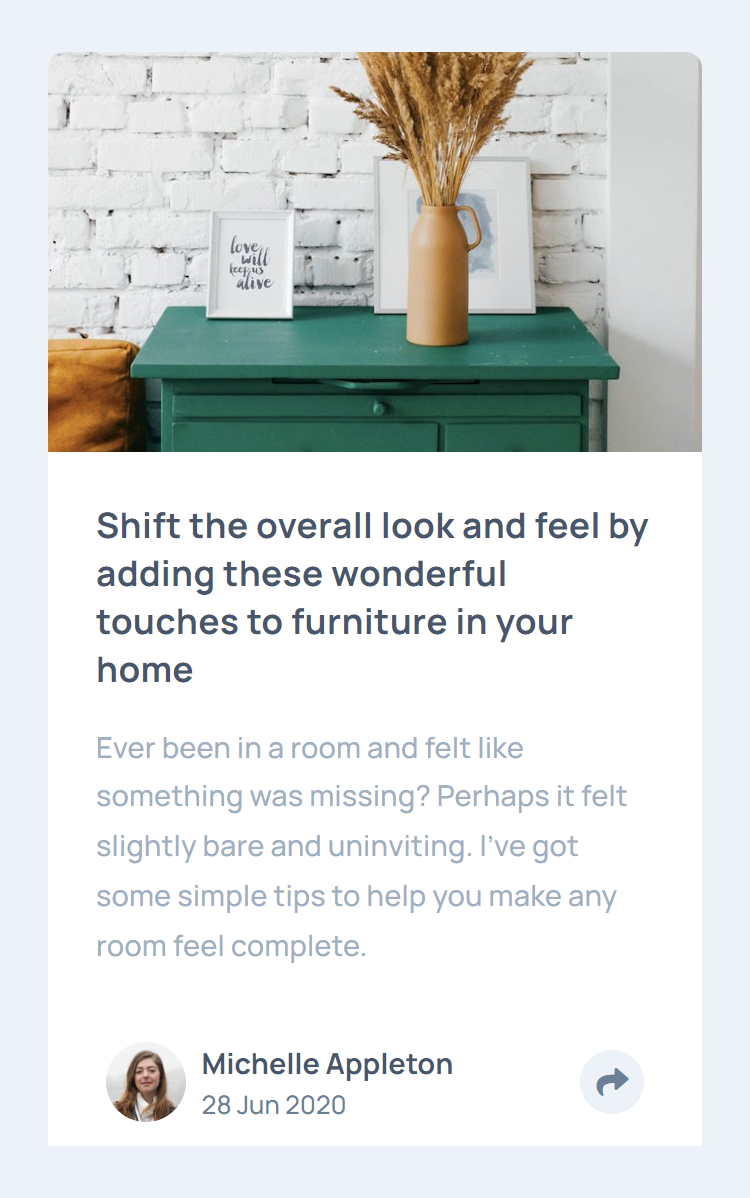 love
will
keep us
alive
Shift the overall look and feel by
adding these wonderful
touches to furniture in your
home
Ever been in a room and felt like
something was missing? Perhaps it felt
slightly bare and uninviting. I’ve got
some simple tips to help you make any
room feel complete.
Michelle Appleton
28 Jun 2020